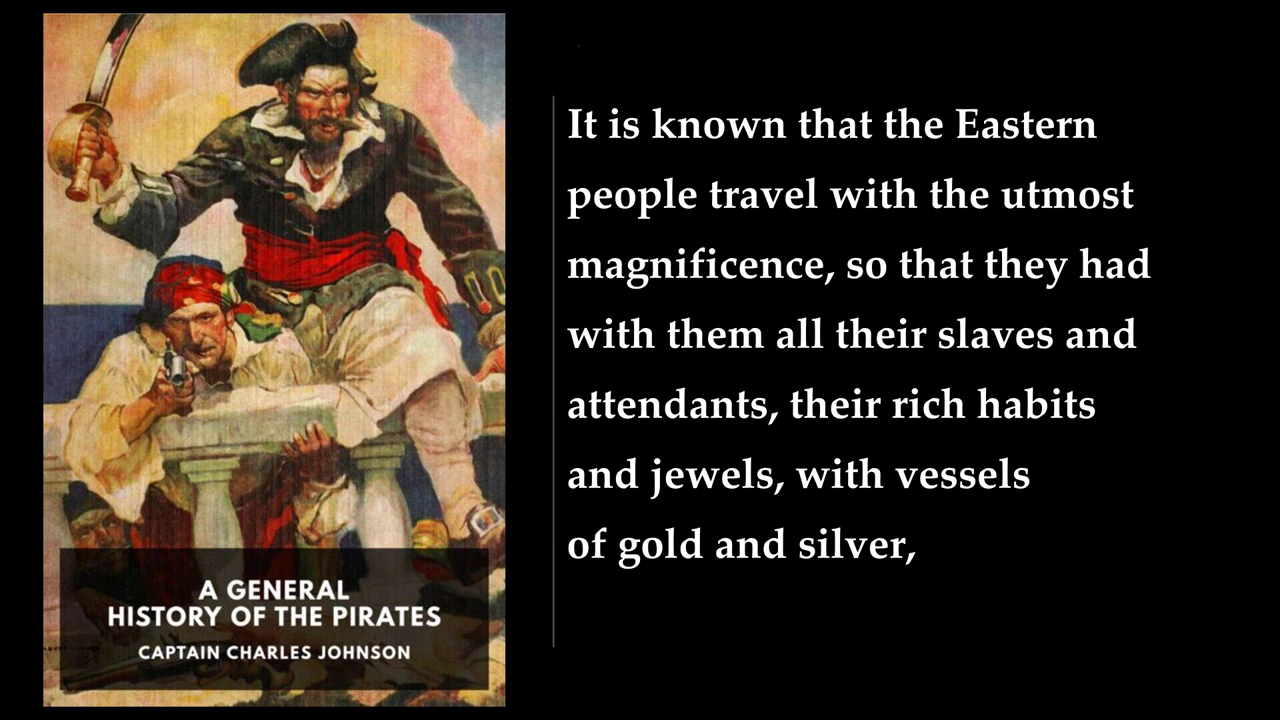 It is known that the Eastern
people travel with the utmost
magnificence, so that they had
with them all their slaves and
attendants, their rich habits
and jewels, with vessels
of gold and silver,
A GENERAL
HISTORY OF THE PIRATES
CAPTAIN CHARLES JOHNSON